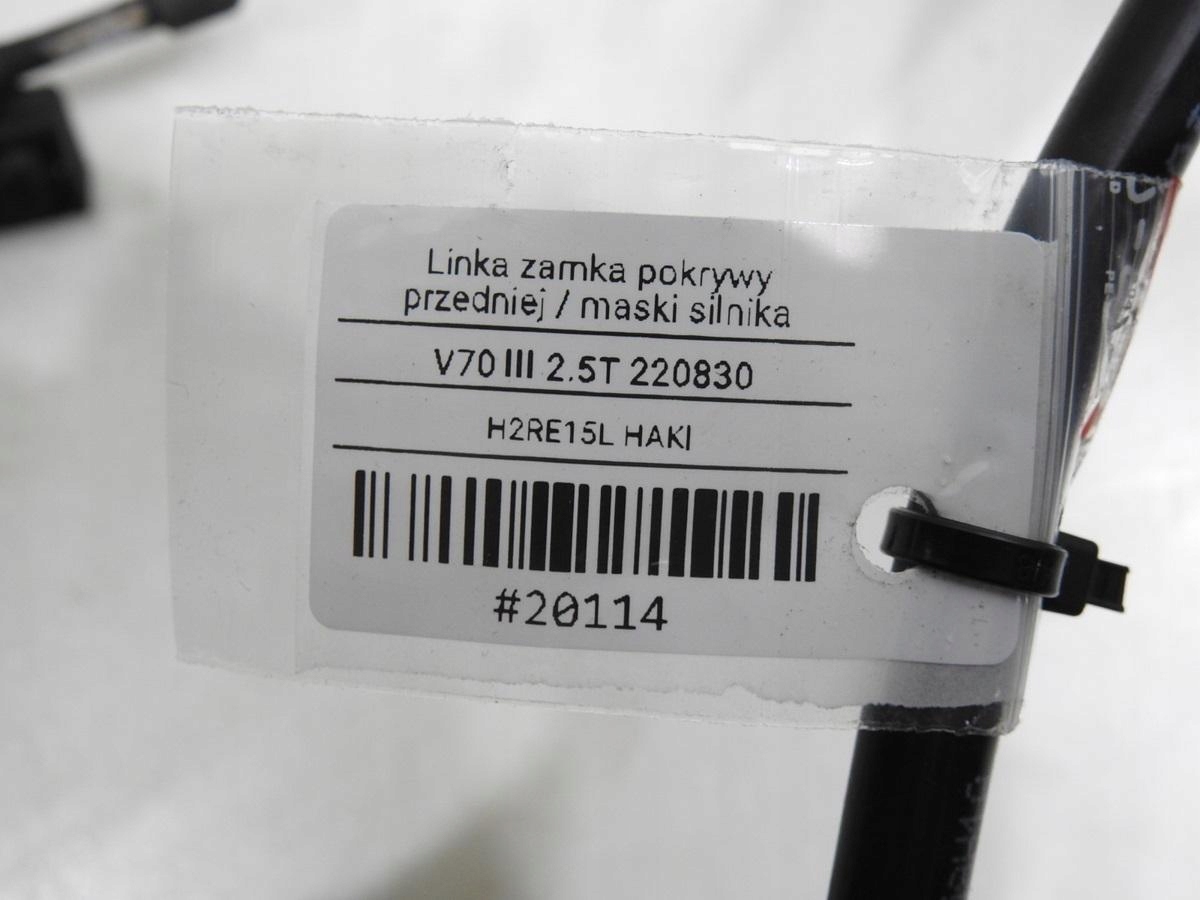 Linka zamka pokrywy
przedniej / maski silnika
V70 III 2.5T 220830
H2RE15L HAKI
#20114